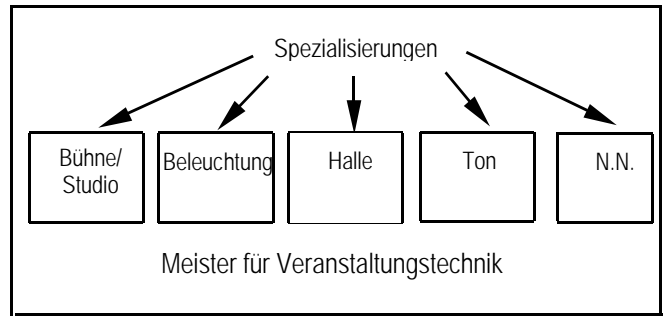 Spezialisierungen
Bühne/
Studio
Beleuchtung
Halle
Ton
N.N.
Meister für Veranstaltungstechnik